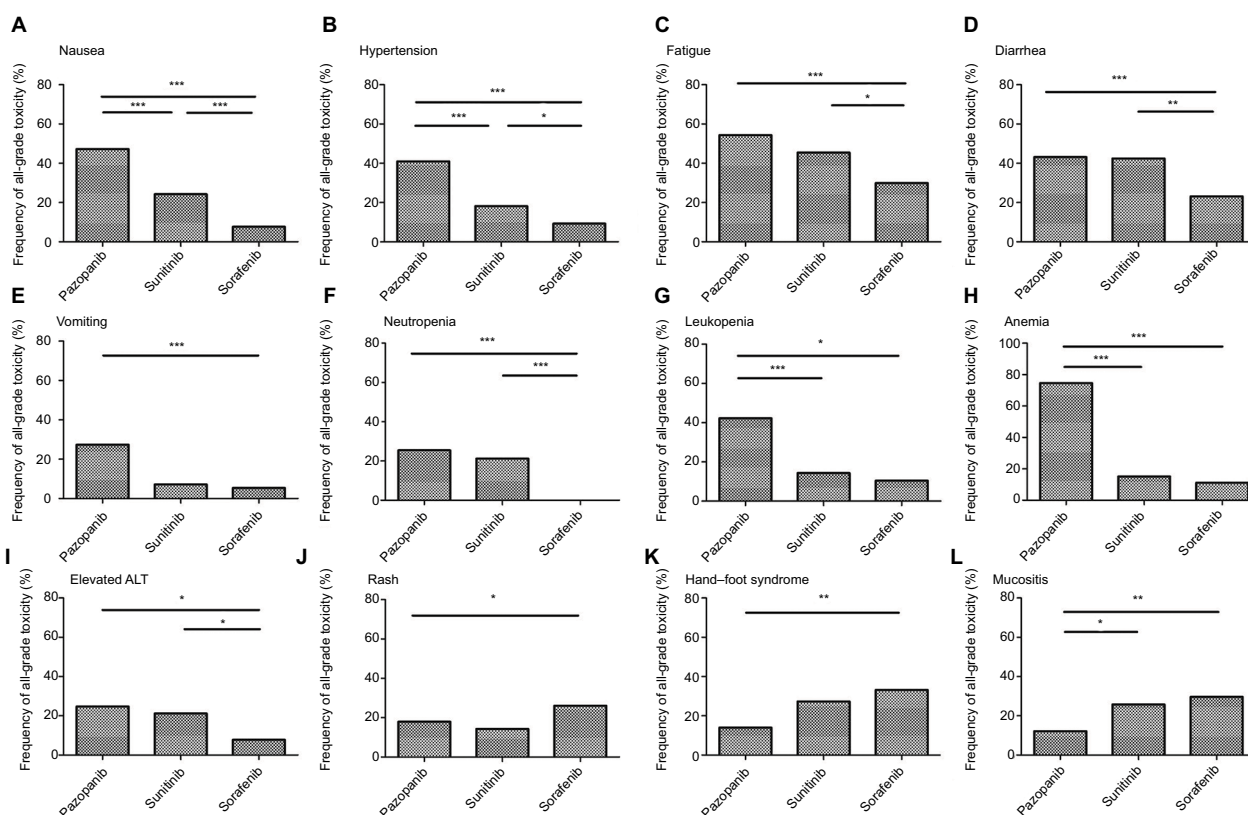 A
Nausea
Frequency of all-grade toxicity (%)
80
60
40
20
0
***
***
***
Pazopanib
Sunitinib
Sorafenib
B
Hypertension
Frequency of all-grade toxicity (%)
80
60
40
20
0
***
***
*
Pazopanib
Sunitinib
Sorafenib
C
Fatigue
Frequency of all-grade toxicity (%)
80
60
40
20
0
***
*
Pazopanib
Sunitinib
Sorafenib
D
Diarrhea
Frequency of all-grade toxicity (%)
80
60
40
20
0
***
**
Pazopanib
Sunitinib
Sorafenib
E
Vomiting
Frequency of all-grade toxicity (%)
80
60
40
20
0
***
Pazopanib
Sunitinib
Sorafenib
F
Neutropenia
Frequency of all-grade toxicity (%)
80
60
40
20
0
***
***
Pazopanib
Sunitinib
Sorafenib
G
Leukopenia
Frequency of all-grade toxicity (%)
80
60
40
20
0
*
***
Pazopanib
Sunitinib
Sorafenib
H
Anemia
Frequency of all-grade toxicity (%)
100
80
60
40
20
0
***
***
Pazopanib
Sunitinib
Sorafenib
I
Elevated ALT
Frequency of all-grade toxicity (%)
80
60
40
20
0
*
*
Pazopanib
Sunitinib
Sorafenib
J
Rash
Frequency of all-grade toxicity (%)
80
60
40
20
0
*
Pazopanib
Sunitinib
Sorafenib
K
Hand–foot syndrome
Frequency of all-grade toxicity (%)
80
60
40
20
0
**
Pazopanib
Sunitinib
Sorafenib
L
Mucositis
Frequency of all-grade toxicity (%)
80
60
40
20
0
**
*
Pazopanib
Sunitinib
Sorafenib